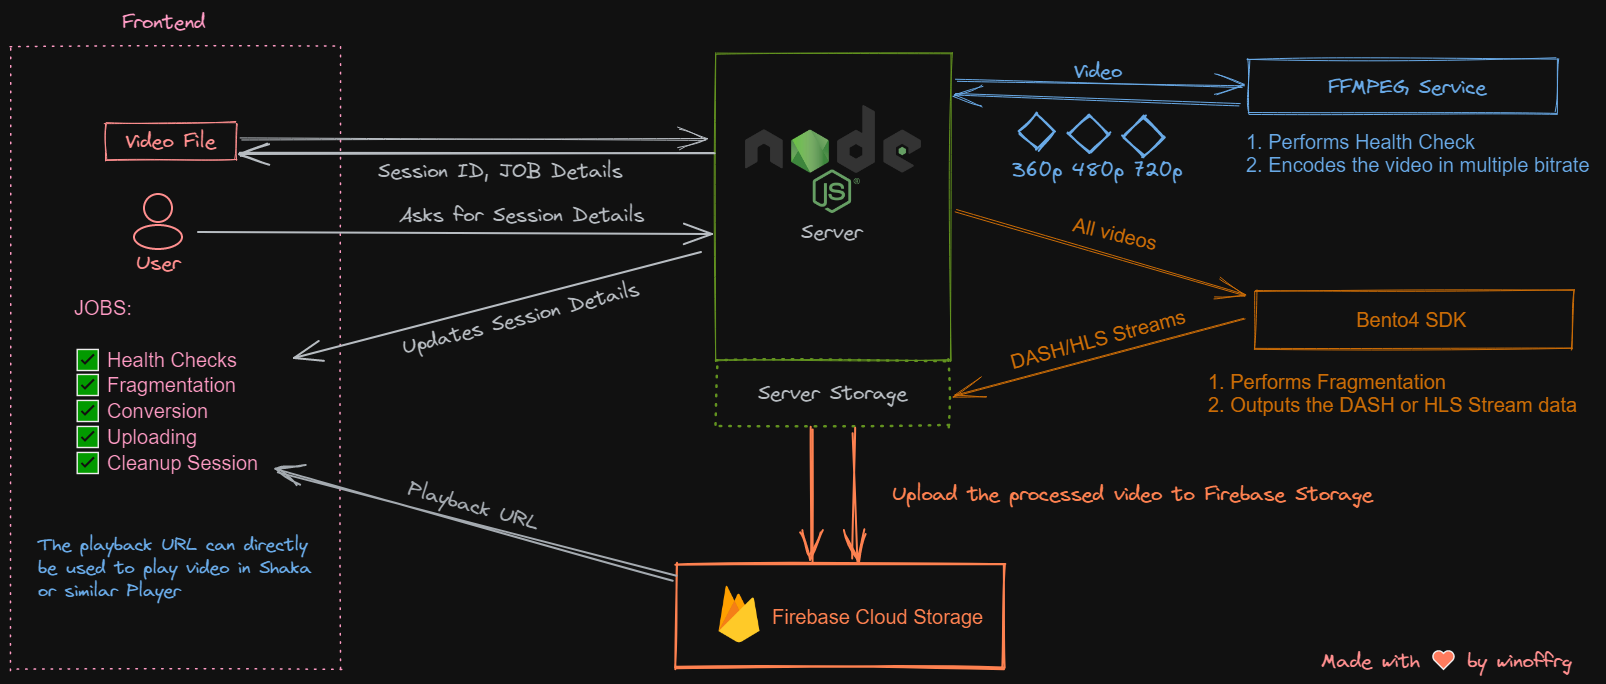 Frontend
Video File
Session ID, JOB Details
User
Asks for Session Details
Updates Session Details
JOBS:
Health Checks
Fragmentation
Conversion
Uploading
Cleanup Session
Playback URL
The playback URL can directly
be used to play video in Shaka
or similar Player
node
JS
Server
Server Storage
Video
360p 480p 720p
FFMPEG Service
1. Performs Health Check
2. Encodes the video in multiple bitrate
All videos
DASH/HLS Streams
Bento4 SDK
1. Performs Fragmentation
2. Outputs the DASH or HLS Stream data
Upload the processed video to Firebase Storage
Firebase Cloud Storage
Made with ❤ by winoffrg